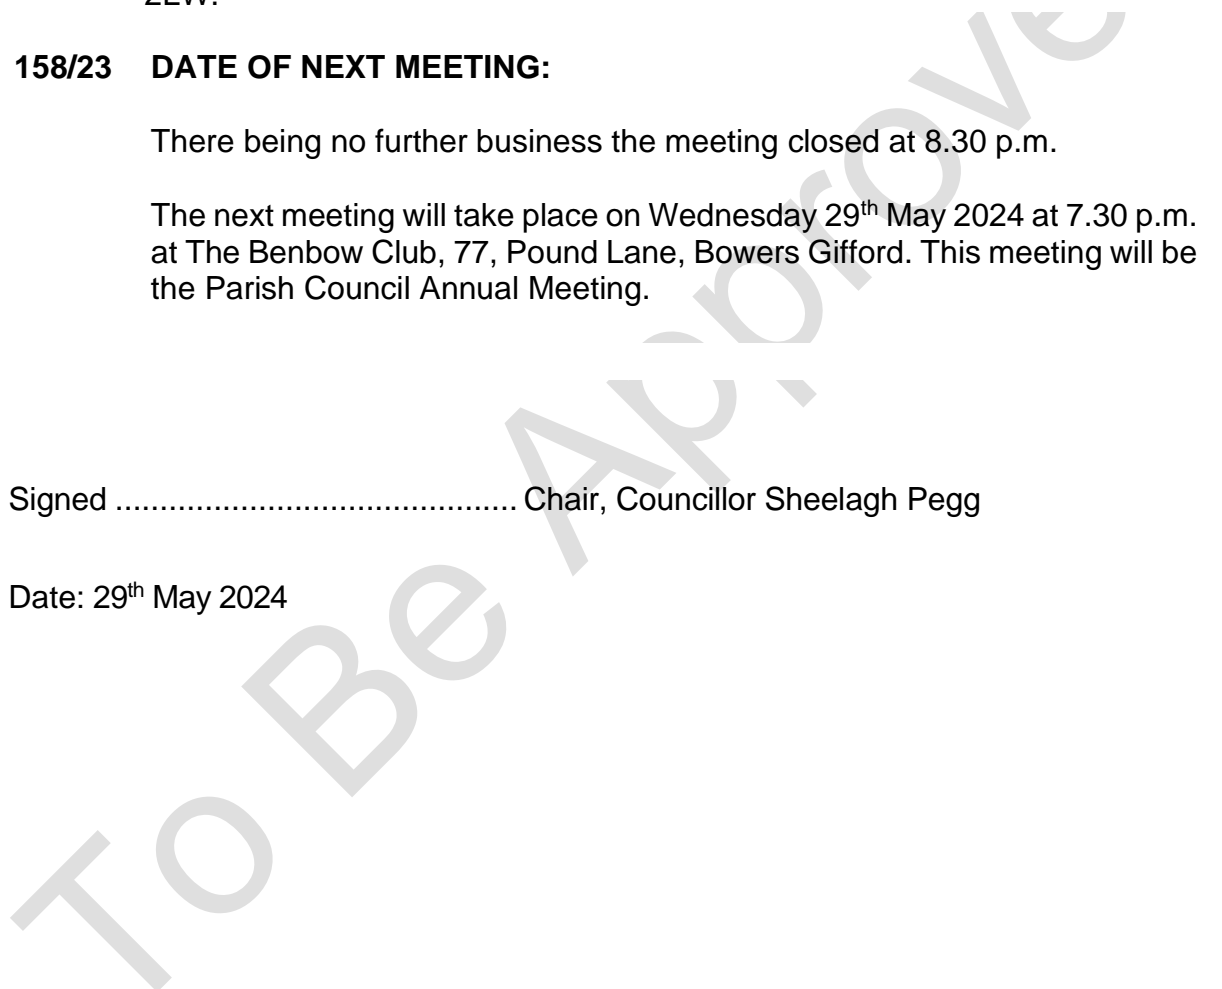 158/23 DATE OF NEXT MEETING:
There being no further business the meeting closed at 8.30 p.m.
The next meeting will take place on Wednesday 29th May 2024 at 7.30 p.m.
at The Benbow Club, 77, Pound Lane, Bowers Gifford. This meeting will be
the Parish Council Annual Meeting.
Signed ............................................. Chair, Councillor Sheelagh Pegg
Date: 29th May 2024
To Be Approve